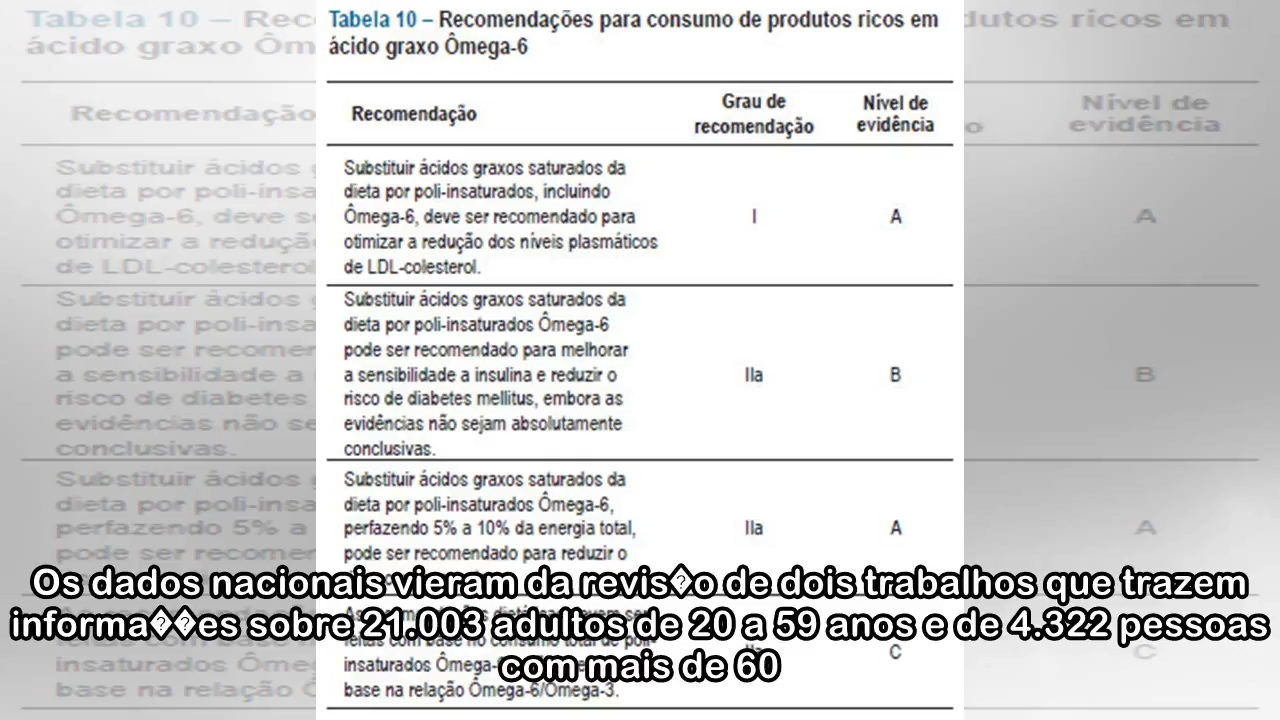 Tabela 10 – Recomendações para consumo de produtos ricos em
ácido graxo Ômega-6
Recomendação
Grau de
recomendação
Nível de
evidência
Substituir ácidos graxos saturados da
dieta por poli-insaturados, incluindo
Ômega-6, deve ser recomendado para
otimizar a redução dos níveis plasmáticos
de LDL-colesterol.
I
A
Substituir ácidos graxos saturados da
dieta por poli-insaturados Ômega-6
pode ser recomendado para melhorar
a sensibilidade a insulina e reduzir o
risco de diabetes mellitus, embora as
evidências não sejam absolutamente
conclusivas.
IIa
B
Substituir ácidos graxos saturados da
dieta por poli-insaturados Ômega-6,
perfazendo 5% a 10% da energia total,
pode ser recomendado para reduzir o
IIa
A
com base no consumo total de
insaturados
C
base na relação Ômega-6/Omega-3.
Os dados nacionais vieram da revis�o de dois trabalhos que trazem
informa��es sobre 21.003 adultos de 20 a 59 anos e de 4.322 pessoas
com mais de 60